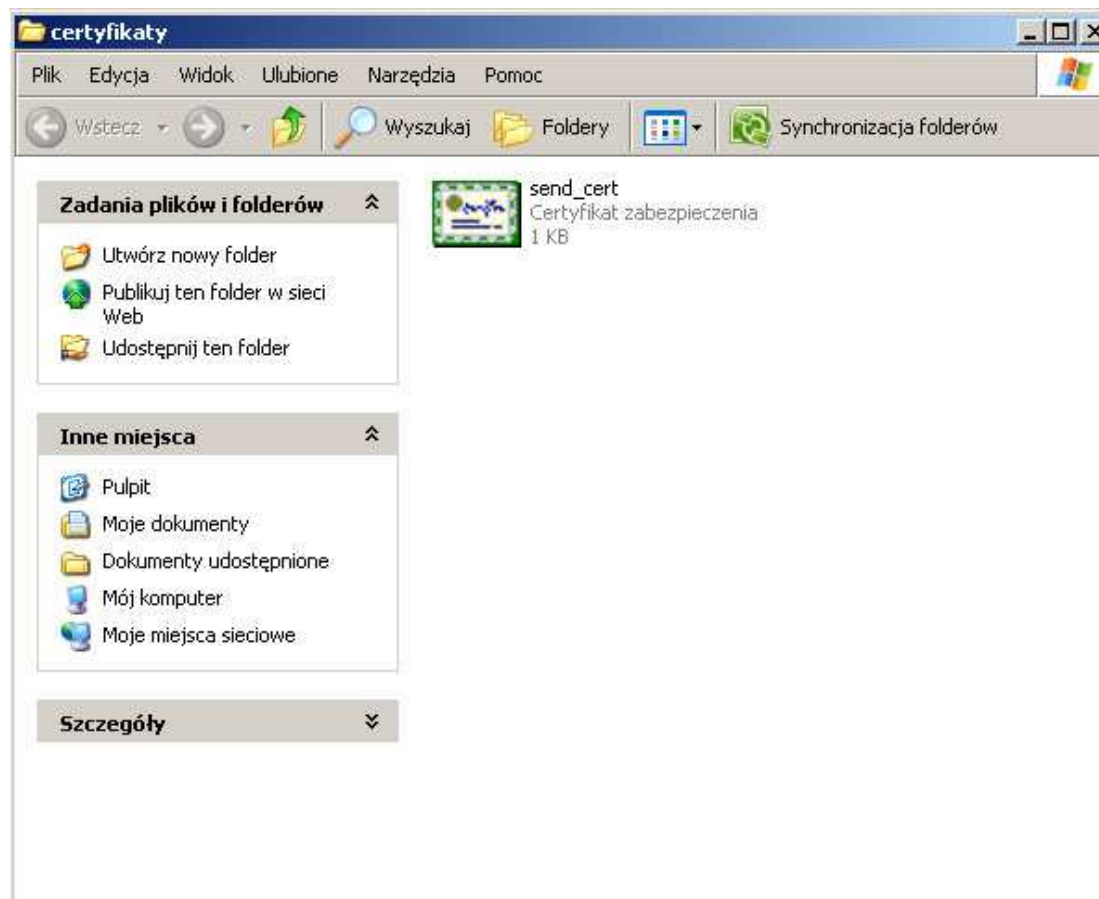 certyfikaty
Plik Edycja Widok Ulubione Narzędzia Pomoc
Wstecz Wyszukaj Foldery Synchronizacja folderów
Zadania plików i folderów
Utwórz nowy folder
Publikuj ten folder w sieci
Web
Udostępnij ten folder
Inne miejsca
Pulpit
Moje dokumenty
Dokumenty udostępnione
Mój komputer
Moje miejsca sieciowe
Szczegóły
send_cert
Certyfikat zabezpieczenia
1 KB